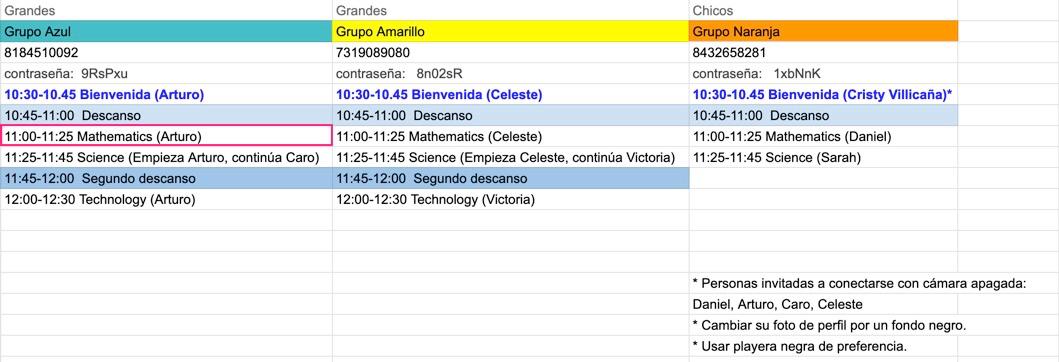 Grandes Grandes Chicos
Grupo Azul Grupo Amarillo Grupo Naranja
8184510092 7319089080 8432658281
contraseña: 9RsPxu contraseña: 8n02sR contraseña: 1xbNnK
10:30-10.45 Bienvenida (Arturo) 10:30-10.45 Bienvenida (Celeste) 10:30-10.45 Bienvenida (Cristy Villicaña)*
10:45-11:00 Descanso 10:45-11:00 Descanso 10:45-11:00 Descanso
11:00-11:25 Mathematics (Arturo) 11:00-11:25 Mathematics (Celeste) 11:00-11:25 Mathematics (Daniel)
11:25-11:45 Science (Empieza Arturo, continúa Caro) 11:25-11:45 Science (Empieza Celeste, continúa Victoria) 11:25-11:45 Science (Sarah)
11:45-12:00 Segundo descanso 11:45-12:00 Segundo descanso
12:00-12:30 Technology (Arturo) 12:00-12:30 Technology (Victoria)
* Personas invitadas a conectarse con cámara apagada:
Daniel, Arturo, Caro, Celeste
* Cambiar su foto de perfil por un fondo negro.
* Usar playera negra de preferencia.